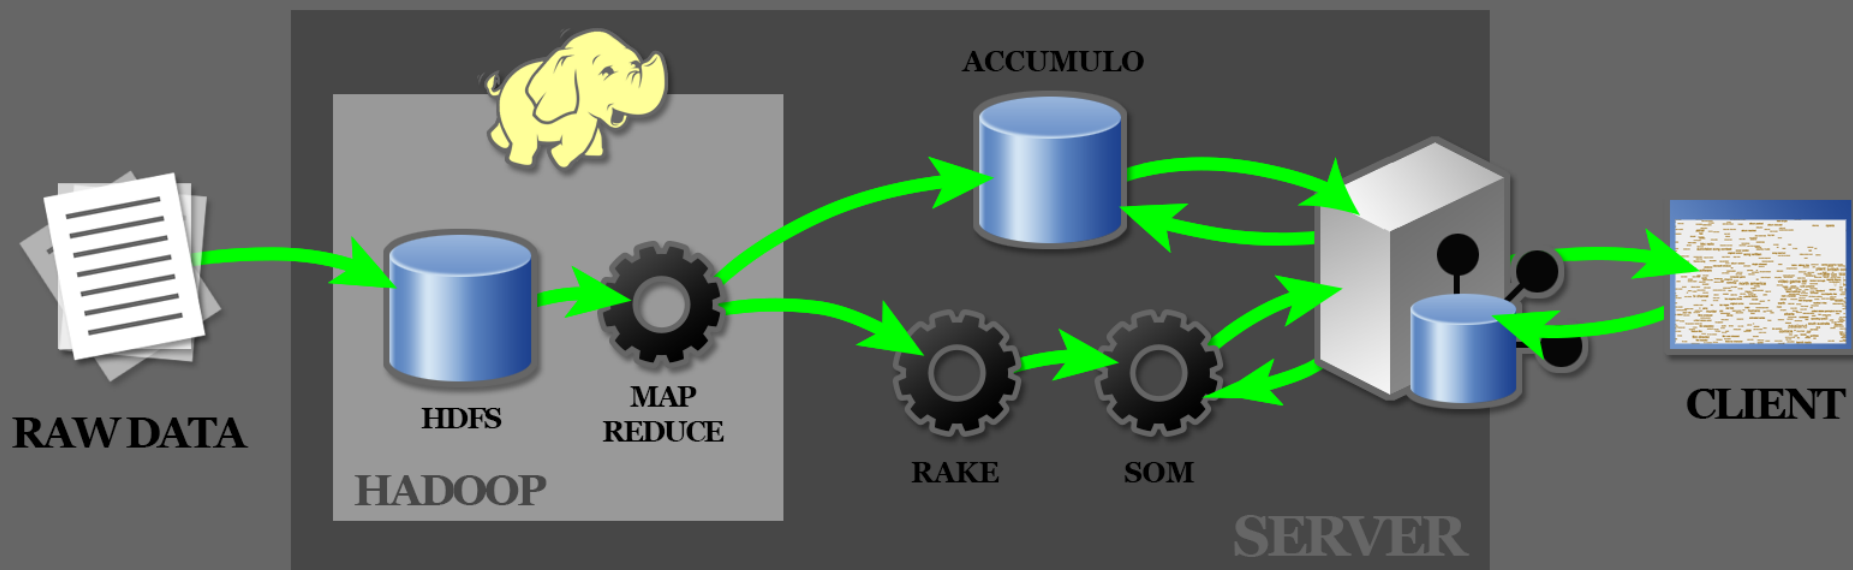 RAW DATA
HDFS
MAP
REDUCE
HADOOP
ACCUMULO
RAKE
SOM
SERVER
CLIENT